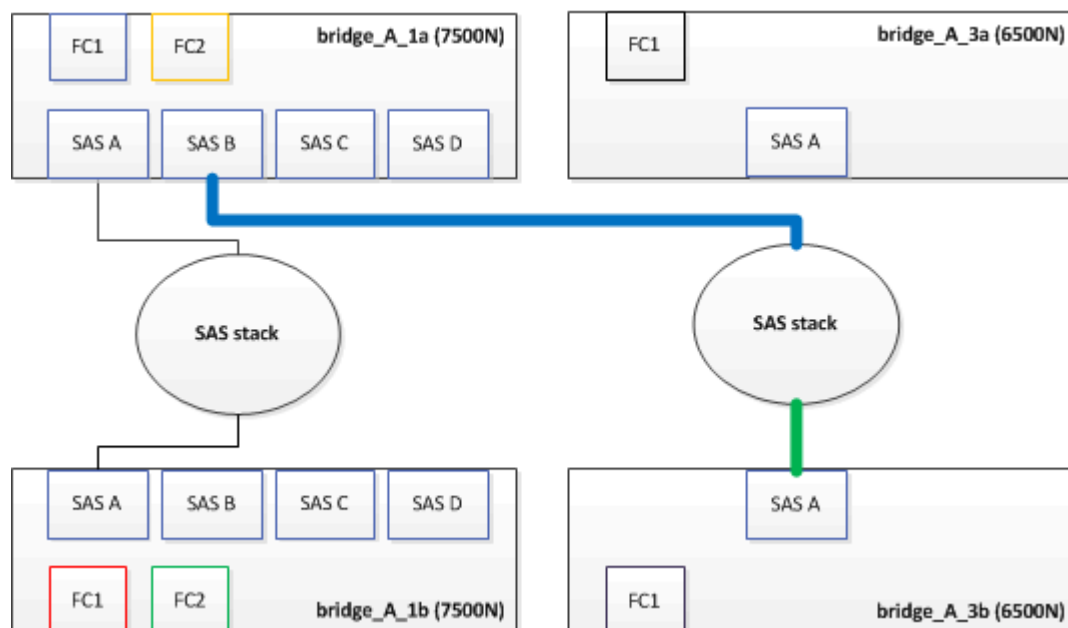 bridge_A_1a (7500N)
FC1
FC2
SAS A
SAS B
SAS C
SAS D
bridge_A_3a (6500N)
FC1
SAS A
SAS stack
SAS stack
SAS A
SAS B
SAS C
SAS D
FC1
FC2
bridge_A_1b (7500N)
SAS A
FC1
bridge_A_3b (6500N)